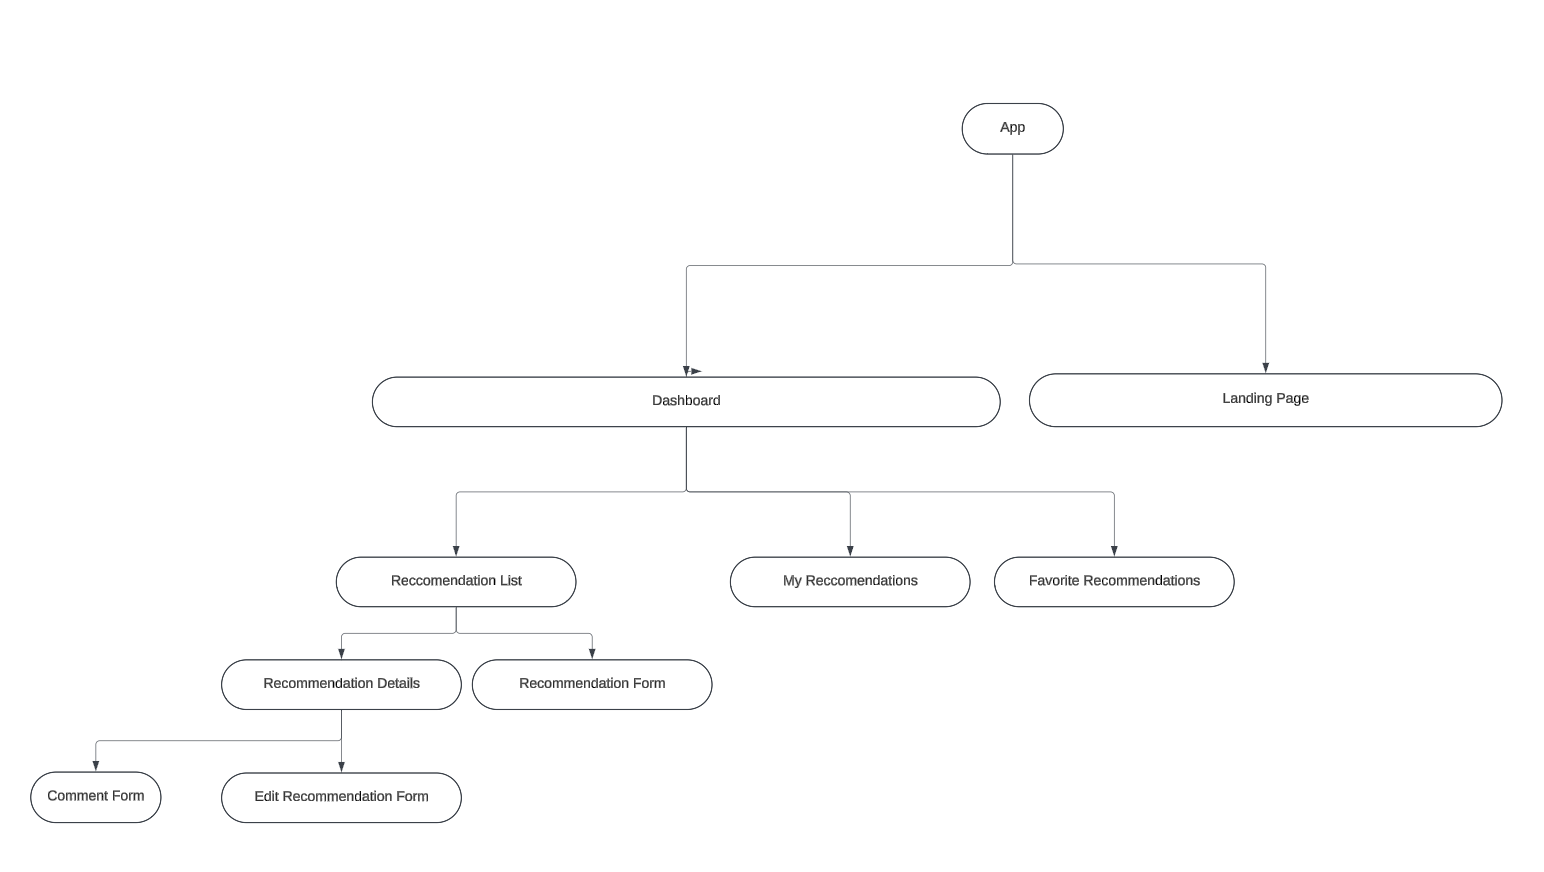 App
Dashboard
Landing Page
Reccomendation List
My Reccomendations
Favorite Recommendations
Recommendation Details
Recommendation Form
Comment Form
Edit Recommendation Form